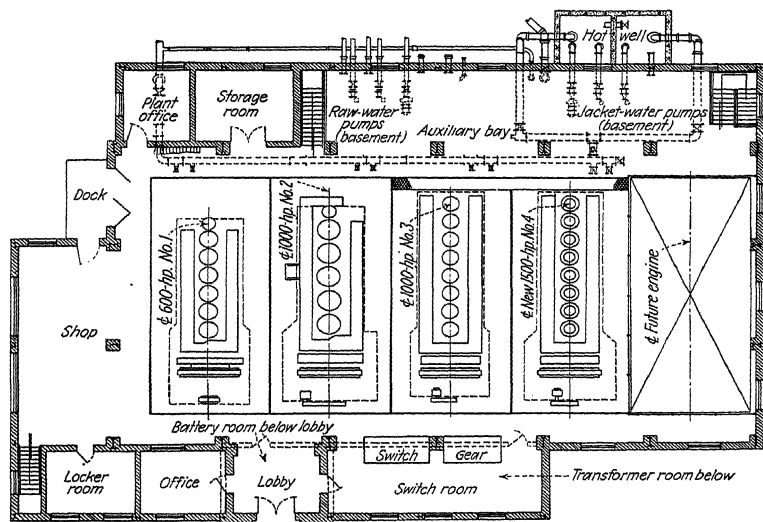 Hot well
Plant
office
Storage
room
Raw-water
pumps
(basement)
Auxiliary bay
Jacket-water pumps
(basement)
Dock
℄ 600-hp. No.1
℄ 1000-hp. No.2
℄ 1000-hp. No.3
℄ New 1500-hp. No.4
℄ Future engine
Shop
Battery room below lobby
Locker
room
Office
Lobby
Switch
Gear
Switch room
Transformer room below